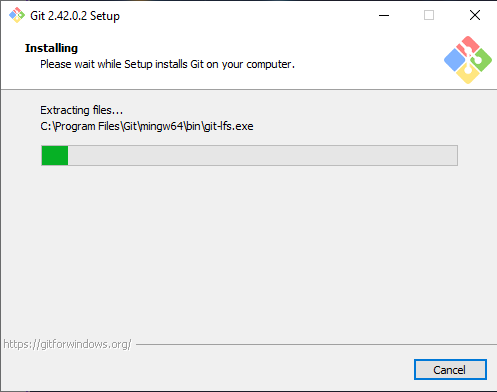 Git 2.42.0.2 Setup
Installing
Please wait while Setup installs Git on your computer.
Extracting files...
C:\Program Files\Git\mingw64\bin\git-lfs.exe
https://gitforwindows.org/
Cancel